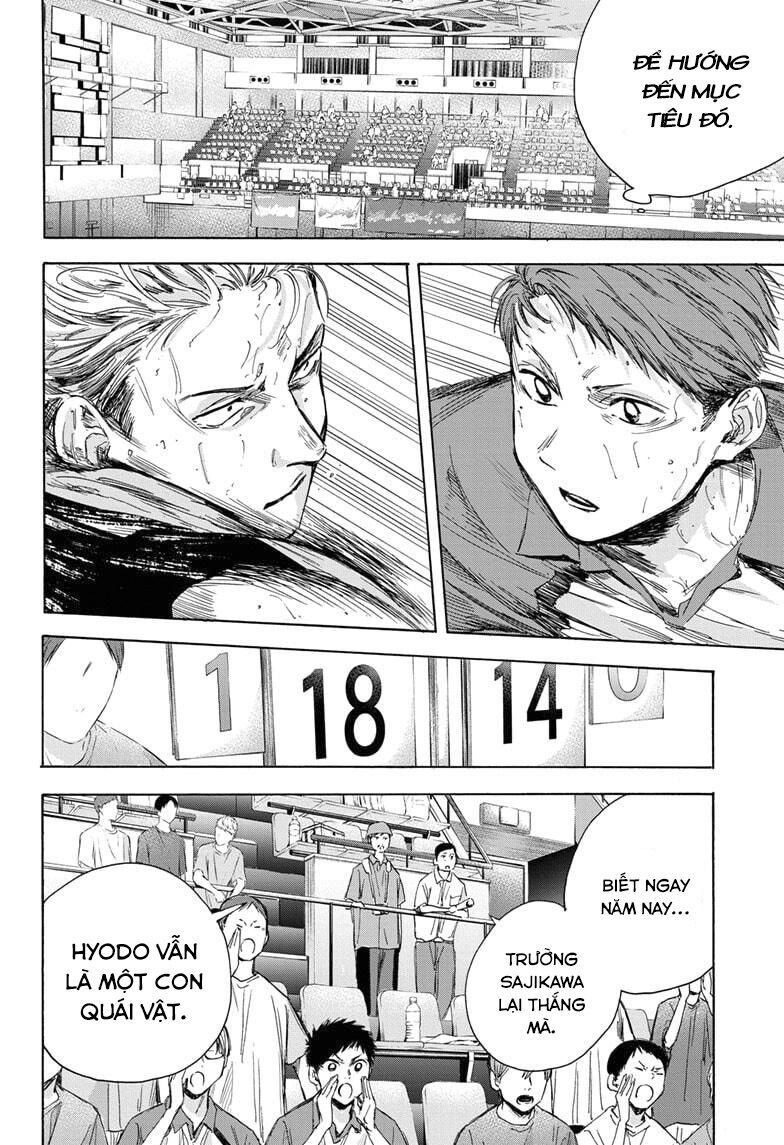 ĐỂ HƯỚNG
ĐẾN MỤC
TIÊU ĐÓ.
1 18 14 0
BIẾT NGAY
NĂM NAY...
TRƯỜNG
SAJIKAWA
LẠI THẮNG
MÀ.
HYODO VẪN
LÀ MỘT CON
QUÁI VẬT.